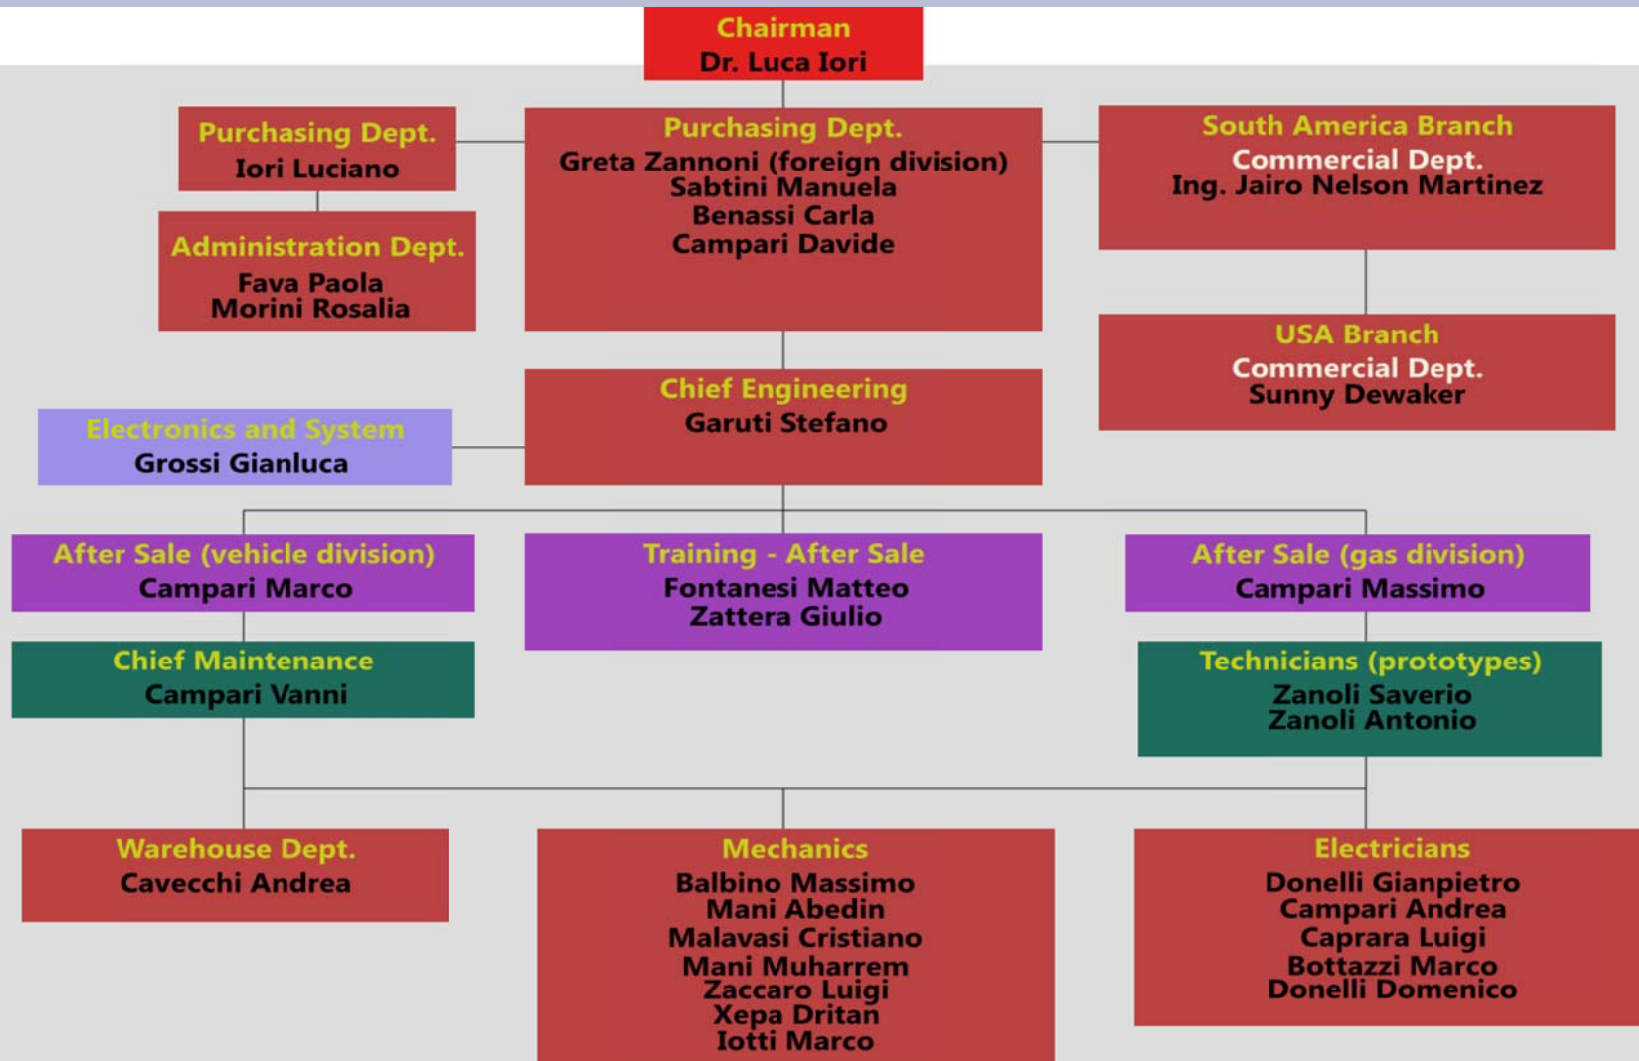 Chairman
Dr. Luca Iori
Purchasing Dept.
Iori Luciano
Purchasing Dept.
Greta Zannoni (foreign division)
Sabtini Manuela
Benassi Carla
Campari Davide
South America Branch
Commercial Dept.
Ing. Jairo Nelson Martinez
Administration Dept.
Fava Paola
Morini Rosalia
USA Branch
Commercial Dept.
Sunny Dewaker
Chief Engineering
Garuti Stefano
Electronics and System
Grossi Gianluca
After Sale (vehicle division)
Campari Marco
Training - After Sale
Fontanesi Matteo
Zattera Giulio
After Sale (gas division)
Campari Massimo
Chief Maintenance
Campari Vanni
Technicians (prototypes)
Zanoli Saverio
Zanoli Antonio
Warehouse Dept.
Cavecchi Andrea
Mechanics
Balbino Massimo
Mani Abedin
Malavasi Cristiano
Mani Muharrem
Zaccaro Luigi
Xepa Dritan
Iotti Marco
Electricians
Donelli Gianpietro
Campari Andrea
Caprara Luigi
Bottazzi Marco
Donelli Domenico